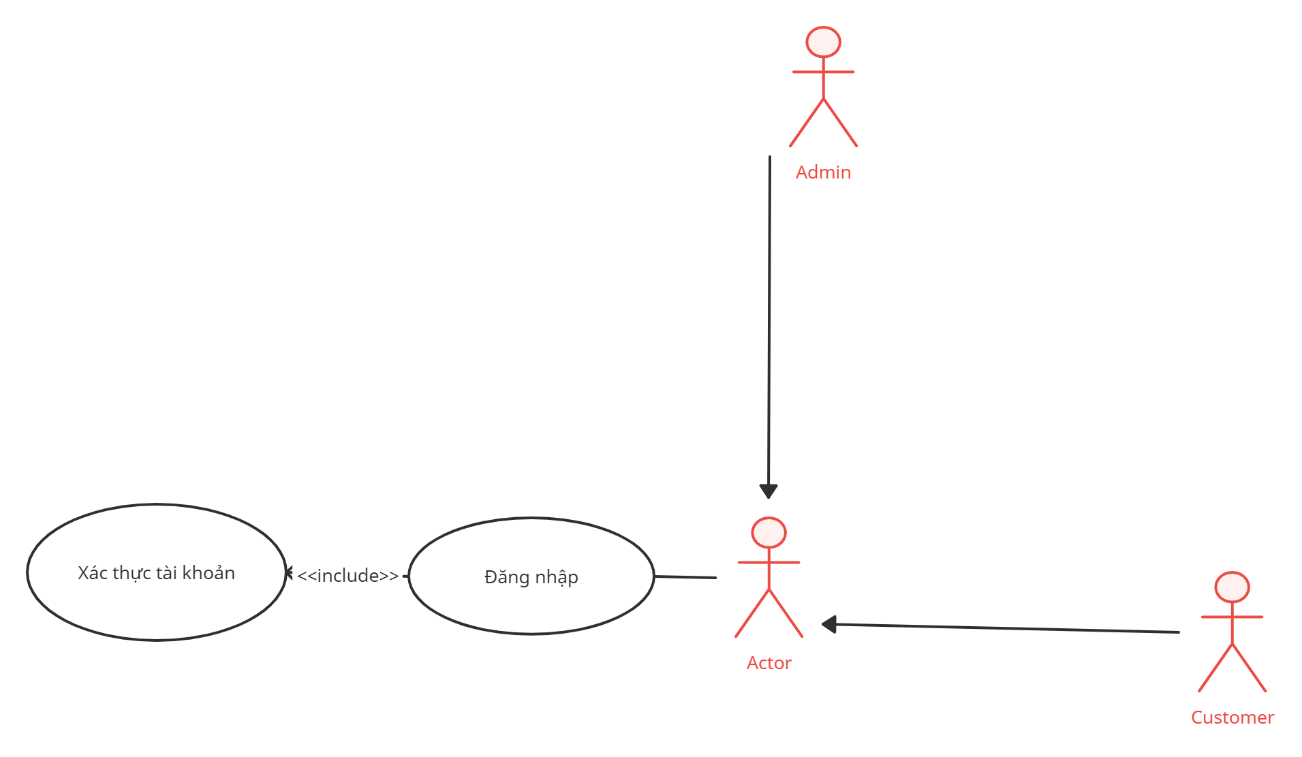 Admin
Xác thực tài khoản
<<include>>
Đăng nhập
Actor
Customer